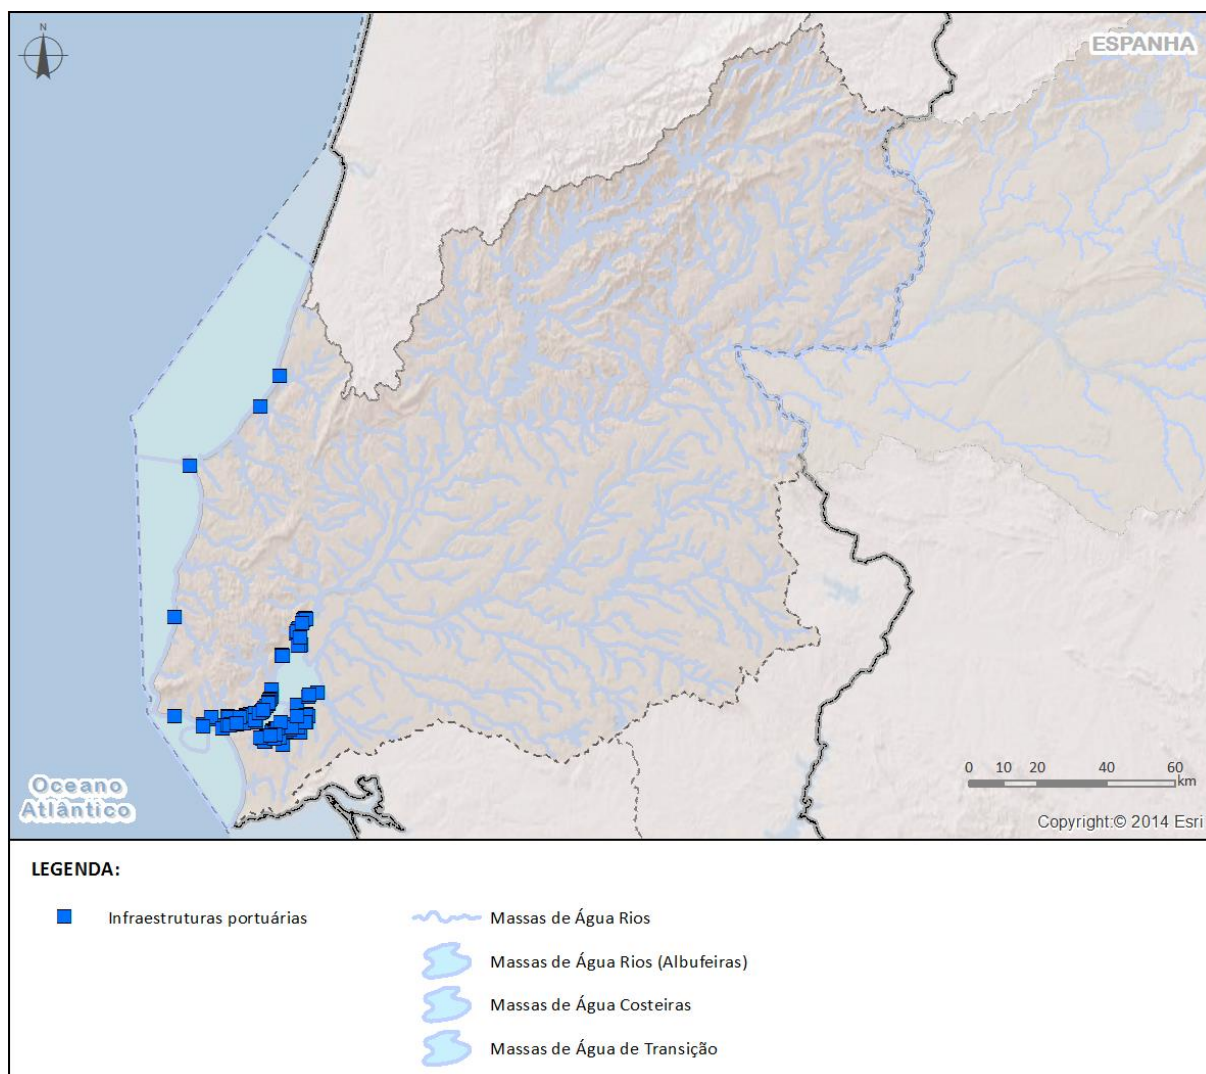 N
ESPANHA
Oceano
Atlântico
0 10 20 40 60
km
Copyright:© 2014 Esri
LEGENDA:
Infraestruturas portuárias
Massas de Água Rios
Massas de Água Rios (Albufeiras)
Massas de Água Costeiras
Massas de Água de Transição